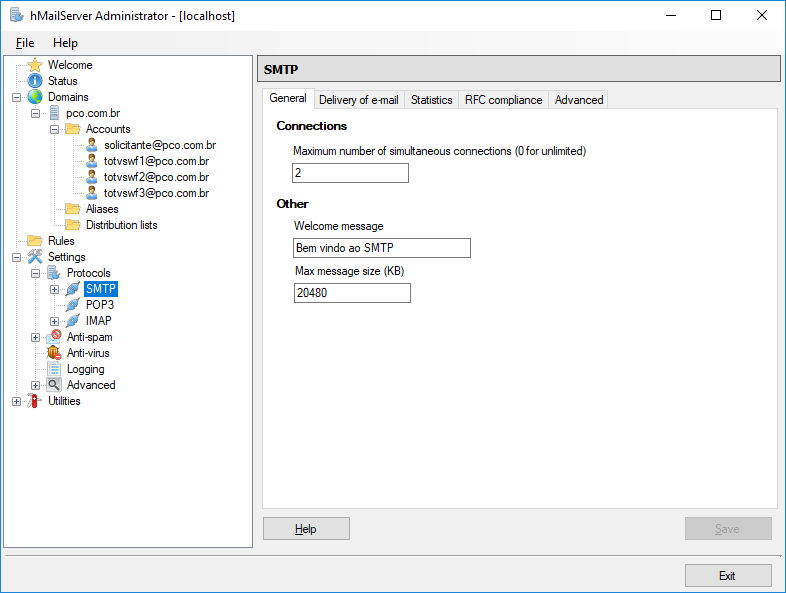 hMailServer Administrator - [localhost]
File Help
Welcome
Status
Domains
pco.com.br
Accounts
solicitante@pco.com.br
totvswf1@pco.com.br
totvswf2@pco.com.br
totvswf3@pco.com.br
Aliases
Distribution lists
Rules
Settings
Protocols
SMTP
POP3
IMAP
Anti-spam
Anti-virus
Logging
Advanced
Utilities
SMTP
General Delivery of e-mail Statistics RFC compliance Advanced
Connections
Maximum number of simultaneous connections (0 for unlimited)
2
Other
Welcome message
Bem vindo ao SMTP
Max message size (KB)
20480
Help Save
Exit